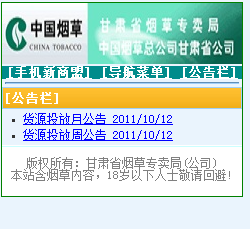 中国烟草
CHINA TOBACCO
甘肃省烟草专卖局
中国烟草总公司甘肃省公司
[手机新商盟] [导航菜单] [公告栏]
[公告栏]
货源投放月公告 2011/10/12
货源投放周公告 2011/10/12
版权所有：甘肃省烟草专卖局(公司)
本站含烟草内容，18岁以下人士敬请回避!